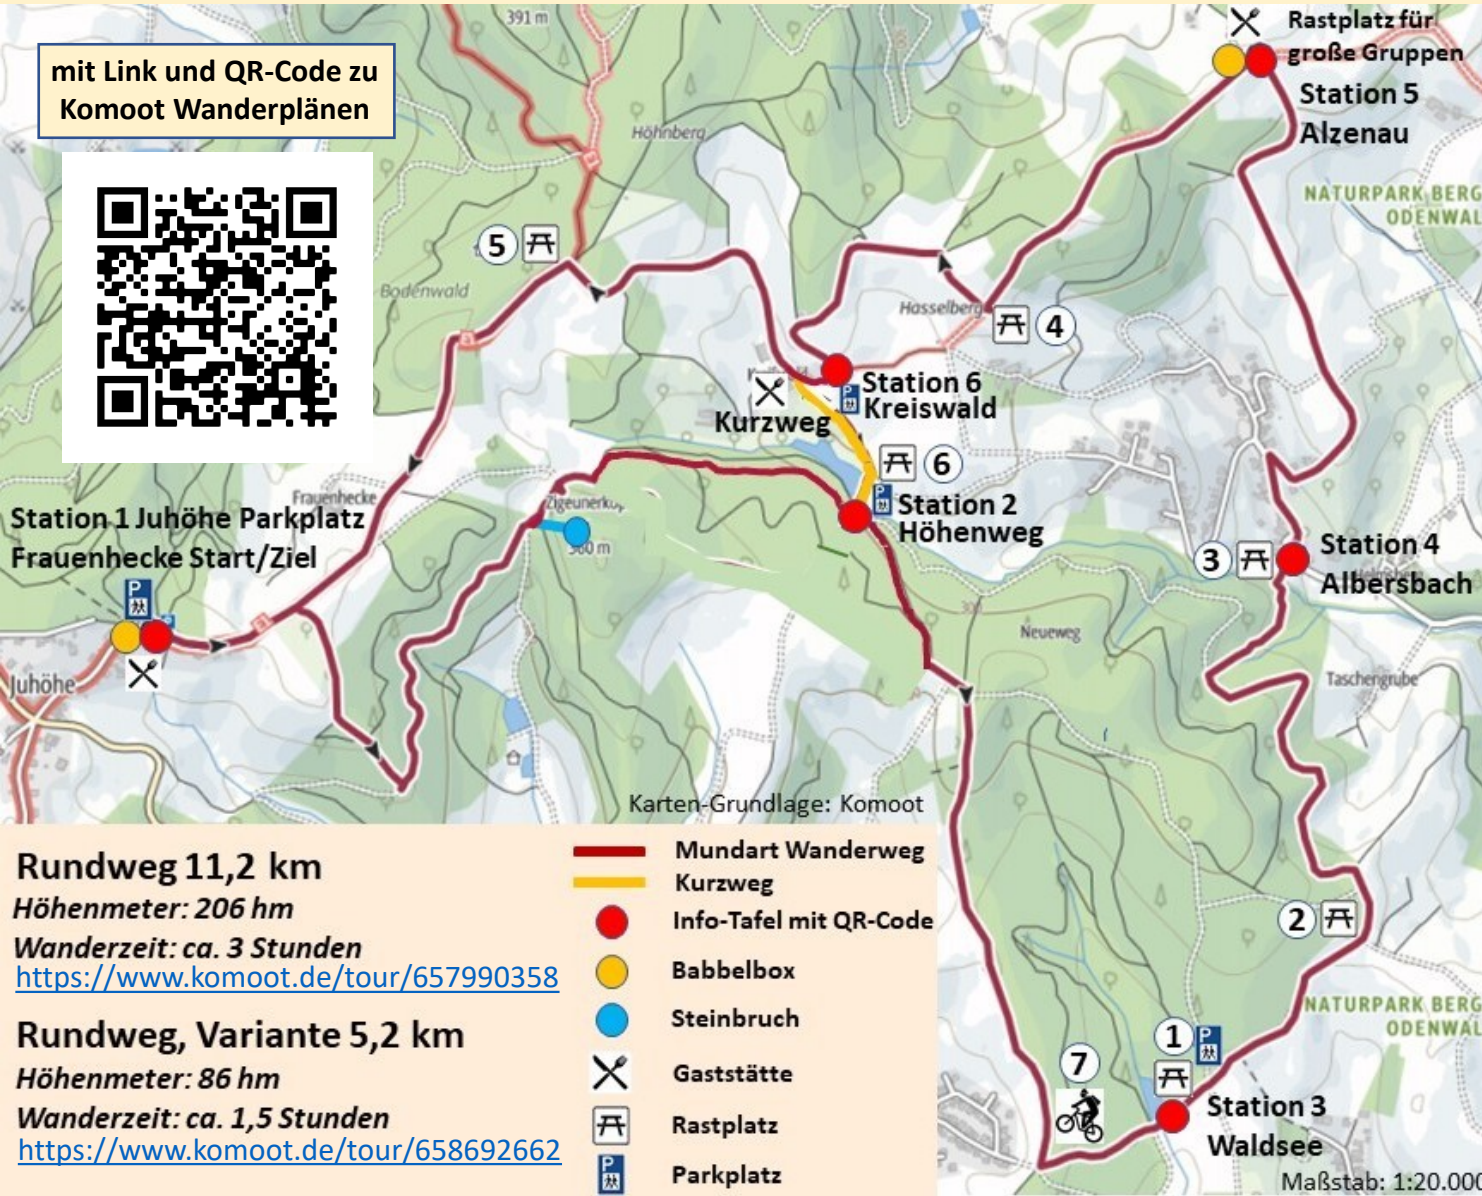 391 m
Rastplatz für
große Gruppen
mit Link und QR-Code zu
Komoot Wanderplänen
Station 5
Alzenau
Höhnberg
NATURPARK BERG
ODENWAL
5
Bodenwald
Hasselberg
4
Station 6
Kreiswald
Kurzweg
6
Frauenhecke
Station 2
Höhenweg
Station 1 Juhöhe Parkplatz
Frauenhecke Start/Ziel
3
Station 4
Albersbach
Neueweg
Juhöhe
Taschengrube
Karten-Grundlage: Komoot
Rundweg 11,2 km
Höhenmeter: 206 hm
Wanderzeit: ca. 3 Stunden
https://www.komoot.de/tour/657990358
Rundweg, Variante 5,2 km
Höhenmeter: 86 hm
Wanderzeit: ca. 1,5 Stunden
https://www.komoot.de/tour/658692662
Mundart Wanderweg
Kurzweg
Info-Tafel mit QR-Code
Babbelbox
Steinbruch
Gaststätte
Rastplatz
P
Parkplatz
2
NATURPARK BERG
ODENWAL
1
P
7
Station 3
Waldsee
Maßstab: 1:20.000